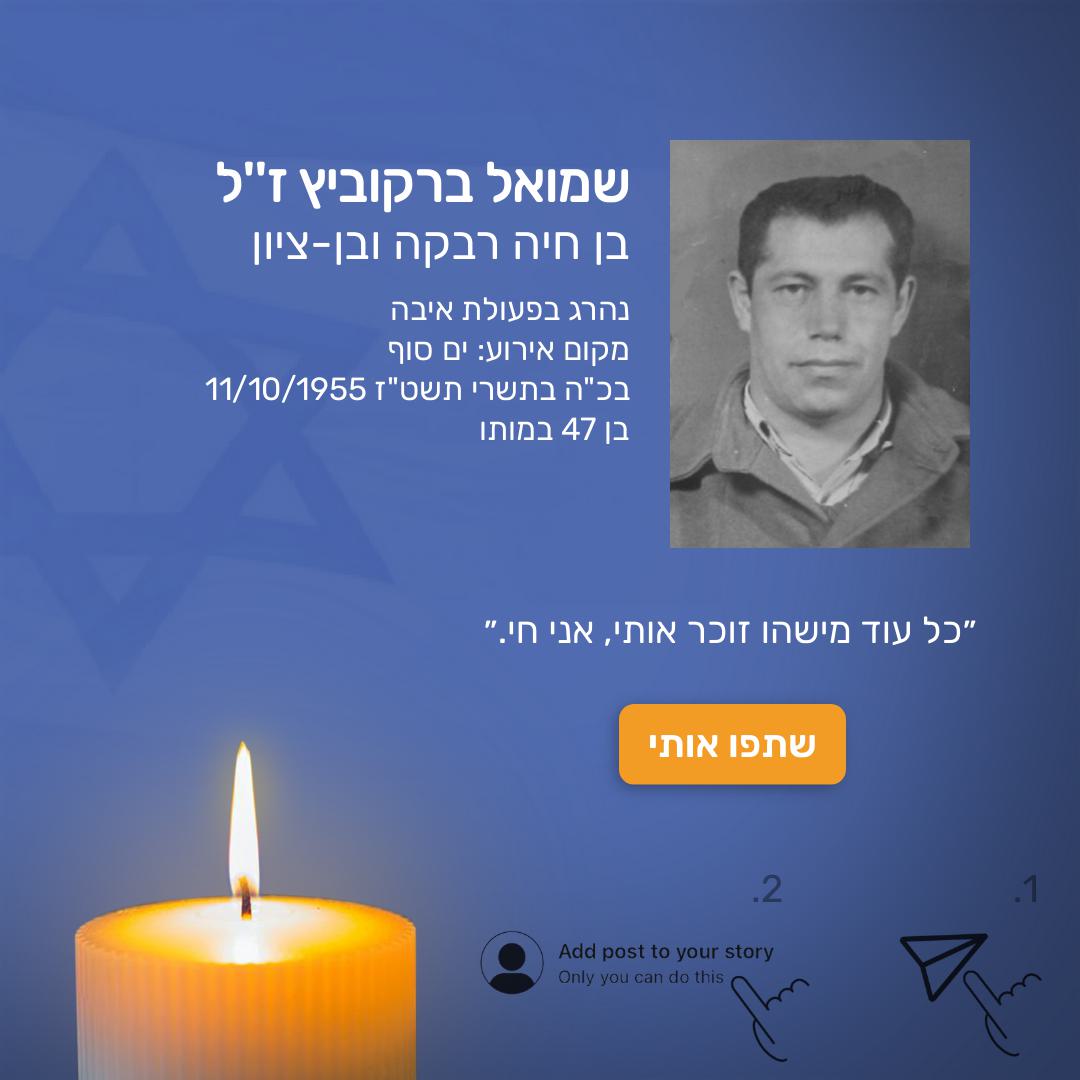 שמואל ברקוביץ ז''ל
בן חיה רבקה ובן-ציון
נהרג בפעולת איבה
מקום אירוע: ים סוף
בכ"ה בתשרי תשט"ז 11/10/1955
בן 47 במותו
״כל עוד מישהו זוכר אותי, אני חי.״
שתפו אותי
1.
2.
Add post to your story
Only you can do this